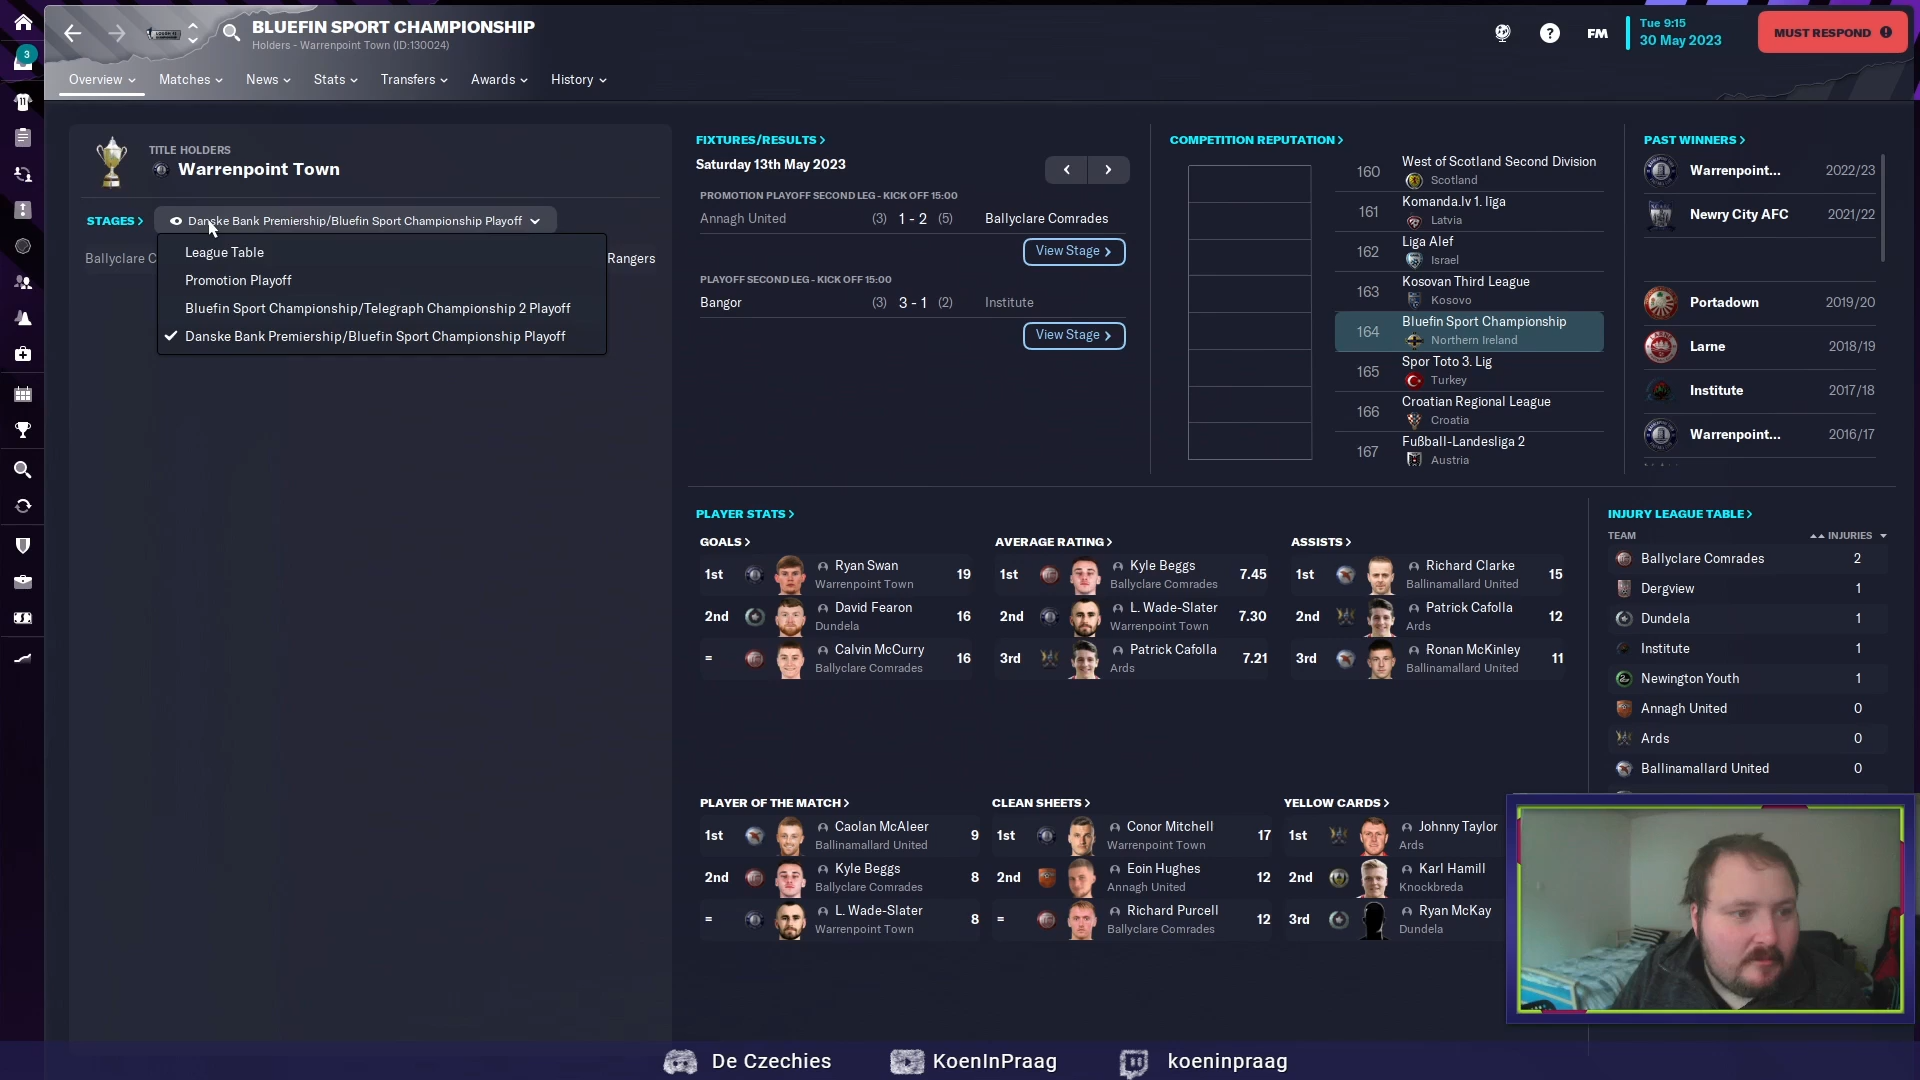 BLUEFIN SPORT CHAMPIONSHIP
Holders - Warrenpoint Town (ID:130024)
3
FM
Tue 9:15
30 May 2023
MUST RESPOND
Overview
Matches
News
Stats
Transfers
Awards
History
TITLE HOLDERS
Warrenpoint Town
STAGES
Danske Bank Premiership/Bluefin Sport Championship Playoff
Ballyclare C
Rangers
League Table
Promotion Playoff
Bluefin Sport Championship/Telegraph Championship 2 Playoff
Danske Bank Premiership/Bluefin Sport Championship Playoff
FIXTURES/RESULTS
Saturday 13th May 2023
PROMOTION PLAYOFF SECOND LEG - KICK OFF 15:00
Annagh United (3) 1 - 2 (5) Ballyclare Comrades
View Stage
PLAYOFF SECOND LEG - KICK OFF 15:00
Bangor (3) 3 - 1 (2) Institute
View Stage
COMPETITION REPUTATION
160 West of Scotland Second Division
Scotland
161 Komanda.lv 1. līga
Latvia
162 Liga Alef
Israel
163 Kosovan Third League
Kosovo
164 Bluefin Sport Championship
Northern Ireland
165 Spor Toto 3. Lig
Turkey
166 Croatian Regional League
Croatia
167 Fußball-Landesliga 2
Austria
PAST WINNERS
Warrenpoint... 2022/23
Newry City AFC 2021/22
Portadown 2019/20
Larne 2018/19
Institute 2017/18
Warrenpoint... 2016/17
PLAYER STATS
GOALS
1st Ryan Swan 19
Warrenpoint Town
2nd David Fearon 16
Dundela
= Calvin McCurry 16
Ballyclare Comrades
AVERAGE RATING
1st Kyle Beggs 7.45
Ballyclare Comrades
2nd L. Wade-Slater 7.30
Warrenpoint Town
3rd Patrick Cafolla 7.21
Ards
ASSISTS
1st Richard Clarke 15
Ballinamallard United
2nd Patrick Cafolla 12
Ards
3rd Ronan McKinley 11
Ballinamallard United
INJURY LEAGUE TABLE
TEAM INJURIES
Ballyclare Comrades 2
Dergview 1
Dundela 1
Institute 1
Newington Youth 1
Annagh United 0
Ards 0
Ballinamallard United 0
PLAYER OF THE MATCH
1st Caolan McAleer 9
Ballinamallard United
2nd Kyle Beggs 8
Ballyclare Comrades
= L. Wade-Slater 8
Warrenpoint Town
CLEAN SHEETS
1st Conor Mitchell 17
Warrenpoint Town
2nd Eoin Hughes 12
Annagh United
= Richard Purcell 12
Ballyclare Comrades
YELLOW CARDS
1st Johnny Taylor
Ards
2nd Karl Hamill
Knockbreda
3rd Ryan McKay
Dundela
De Czechies
KoenInPraag
koeninpraag